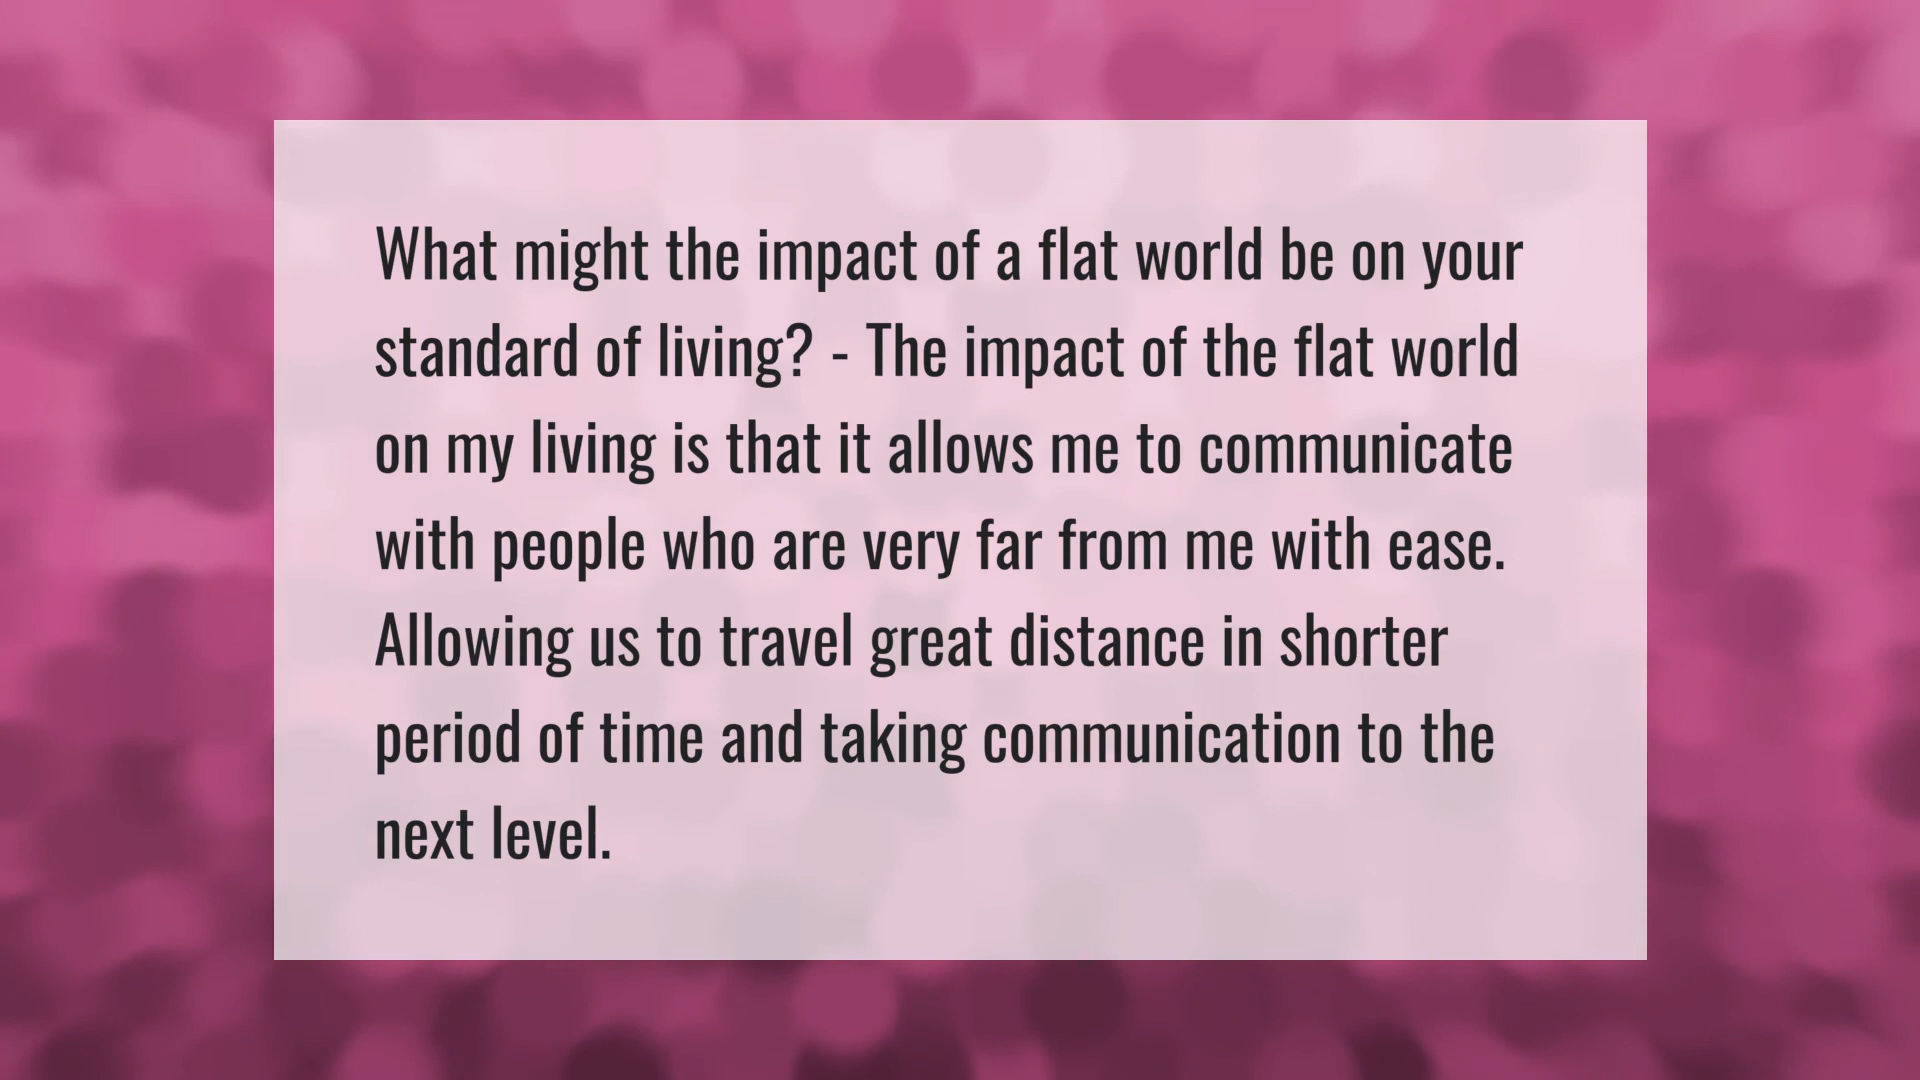 What might the impact of a flat world be on your
standard of living? - The impact of the flat world
on my living is that it allows me to communicate
with people who are very far from me with ease.
Allowing us to travel great distance in shorter
period of time and taking communication to the
next level.